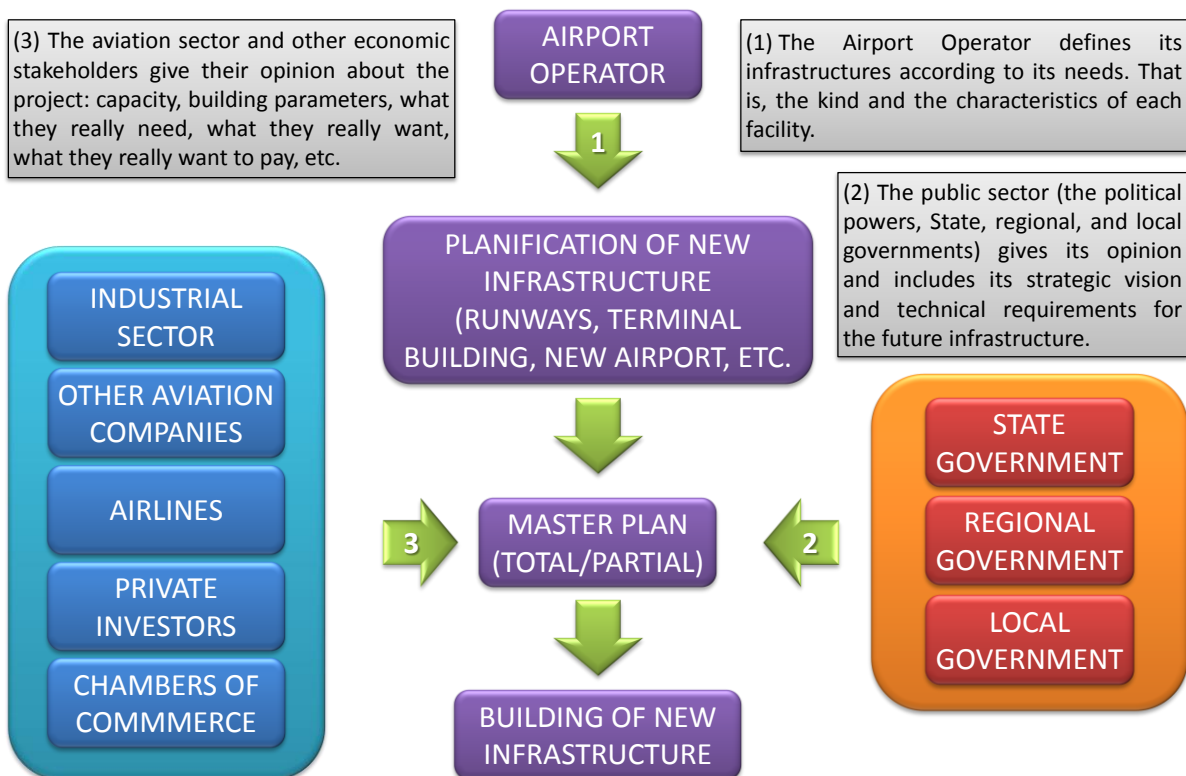 (3) The aviation sector and other economic
stakeholders give their opinion about the
project: capacity, building parameters, what
they really need, what they really want,
what they really want to pay, etc.
AIRPORT
OPERATOR
(1) The Airport Operator defines its
infrastructures according to its needs. That
is, the kind and the characteristics of each
facility.
1
(2) The public sector (the political
powers, State, regional, and local
governments) gives its opinion
and includes its strategic vision
and technical requirements for
the future infrastructure.
PLANIFICATION OF NEW
INFRASTRUCTURE
(RUNWAYS, TERMINAL
BUILDING, NEW AIRPORT, ETC.
INDUSTRIAL
SECTOR
OTHER AVIATION
COMPANIES
AIRLINES
PRIVATE
INVESTORS
CHAMBERS OF
COMMMERCE
3
MASTER PLAN
(TOTAL/PARTIAL)
2
STATE
GOVERNMENT
REGIONAL
GOVERNMENT
LOCAL
GOVERNMENT
BUILDING OF NEW
INFRASTRUCTURE